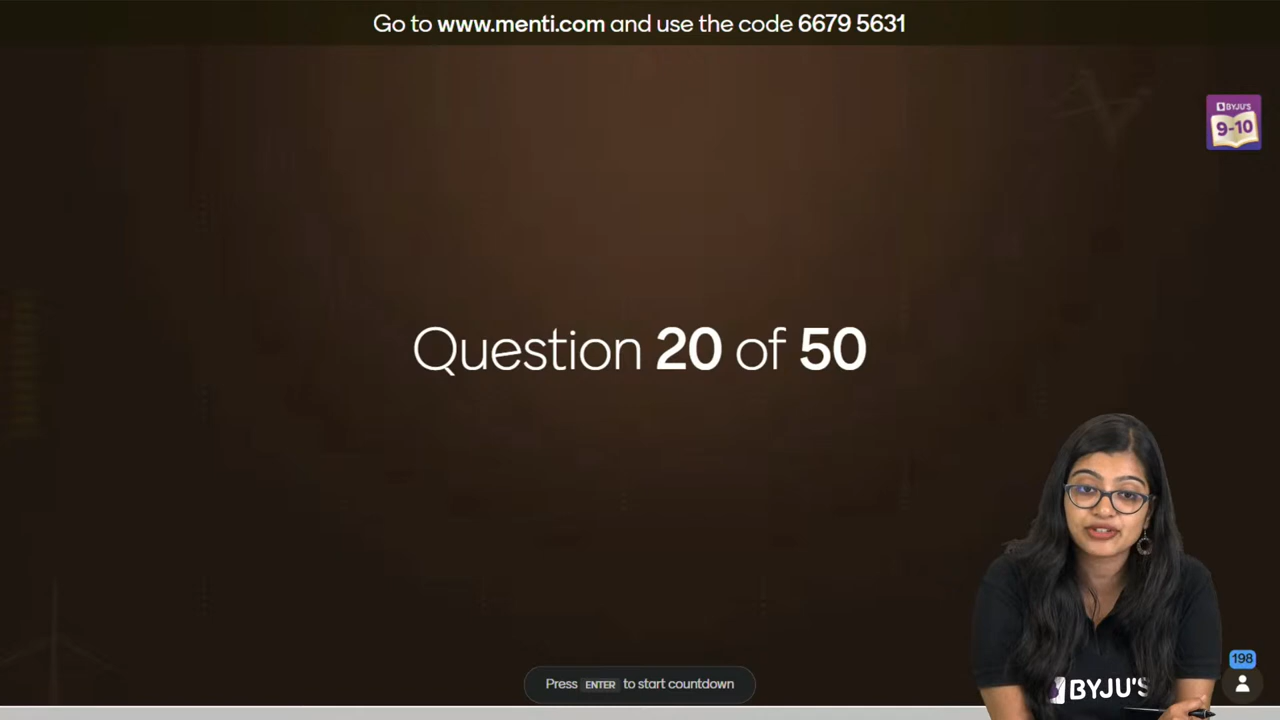 Go to www.menti.com and use the code 6679 5631
BYJU'S
9-10
Question 20 of 50
198
BYJU'S
Press ENTER to start countdown